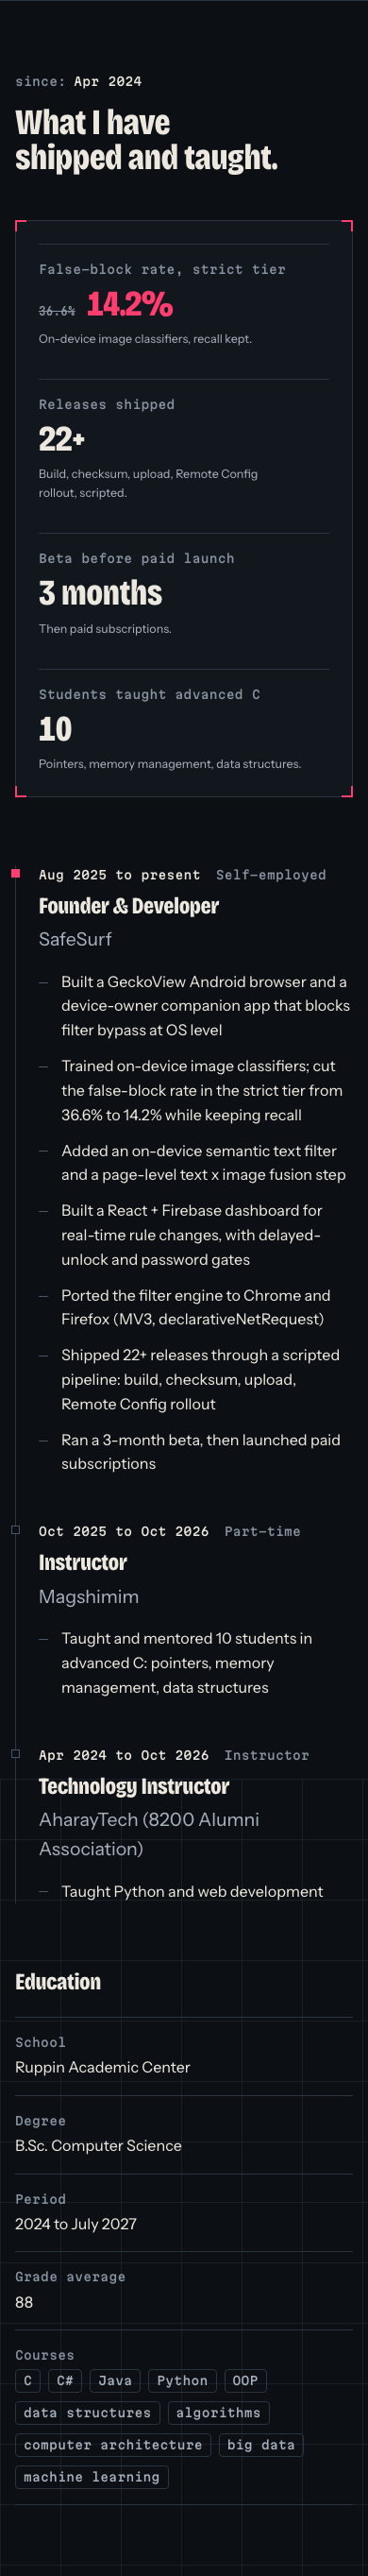 since: Apr 2024
What I have
shipped and taught.
False-block rate, strict tier
36.6% 14.2%
On-device image classifiers, recall kept.
Releases shipped
22+
Build, checksum, upload, Remote Config
rollout, scripted.
Beta before paid launch
3 months
Then paid subscriptions.
Students taught advanced C
10
Pointers, memory management, data structures.
Aug 2025 to present Self-employed
Founder & Developer
SafeSurf
— Built a GeckoView Android browser and a
device-owner companion app that blocks
filter bypass at OS level
— Trained on-device image classifiers; cut
the false-block rate in the strict tier from
36.6% to 14.2% while keeping recall
— Added an on-device semantic text filter
and a page-level text x image fusion step
— Built a React + Firebase dashboard for
real-time rule changes, with delayed-
unlock and password gates
— Ported the filter engine to Chrome and
Firefox (MV3, declarativeNetRequest)
— Shipped 22+ releases through a scripted
pipeline: build, checksum, upload,
Remote Config rollout
— Ran a 3-month beta, then launched paid
subscriptions
Oct 2025 to Oct 2026 Part-time
Instructor
Magshimim
— Taught and mentored 10 students in
advanced C: pointers, memory
management, data structures
Apr 2024 to Oct 2026 Instructor
Technology Instructor
AharayTech (8200 Alumni
Association)
— Taught Python and web development
Education
School
Ruppin Academic Center
Degree
B.Sc. Computer Science
Period
2024 to July 2027
Grade average
88
Courses
C C# Java Python OOP
data structures algorithms
computer architecture big data
machine learning